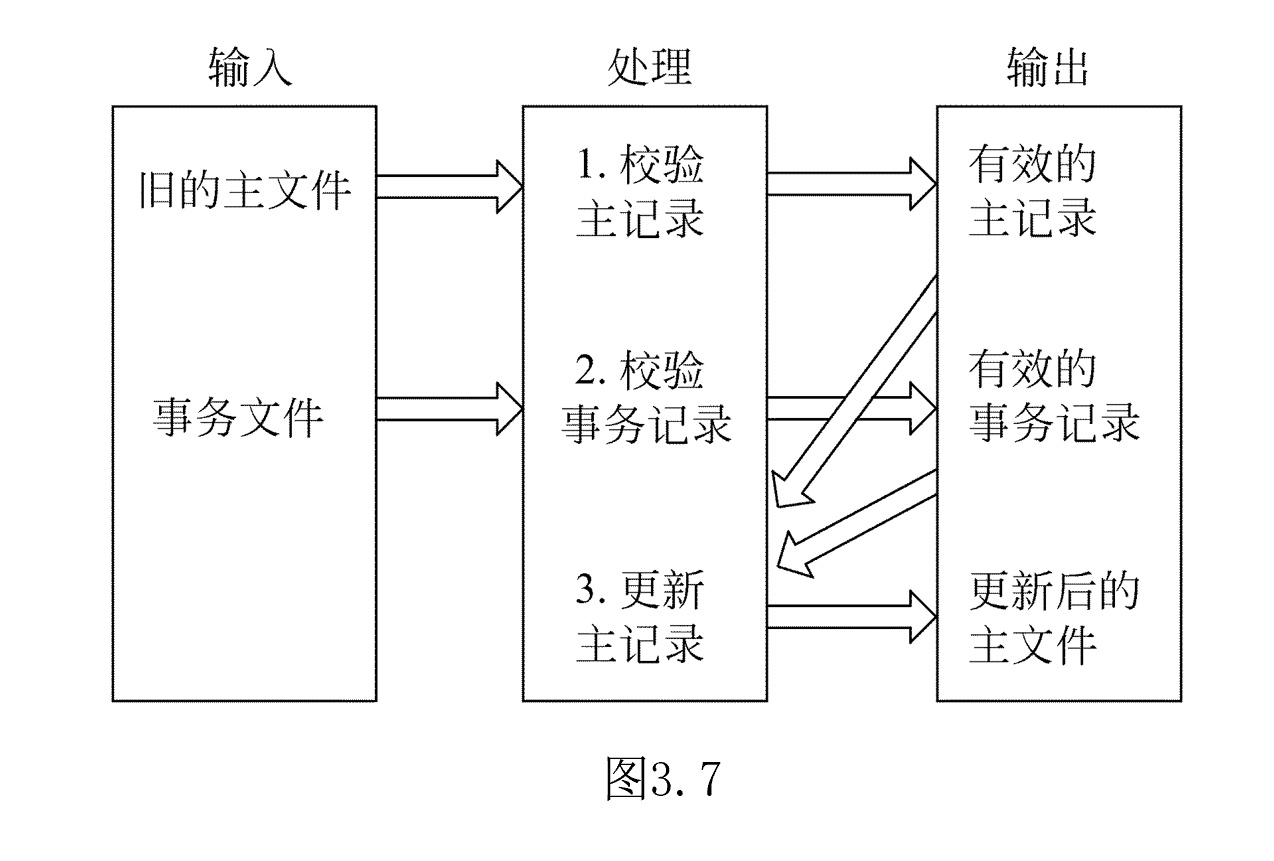 输入
处理
输出
旧的主文件
1. 校验
主记录
有效的
主记录
事务文件
2. 校验
事务记录
有效的
事务记录
3. 更新
主记录
更新后的
主文件
图3. 7